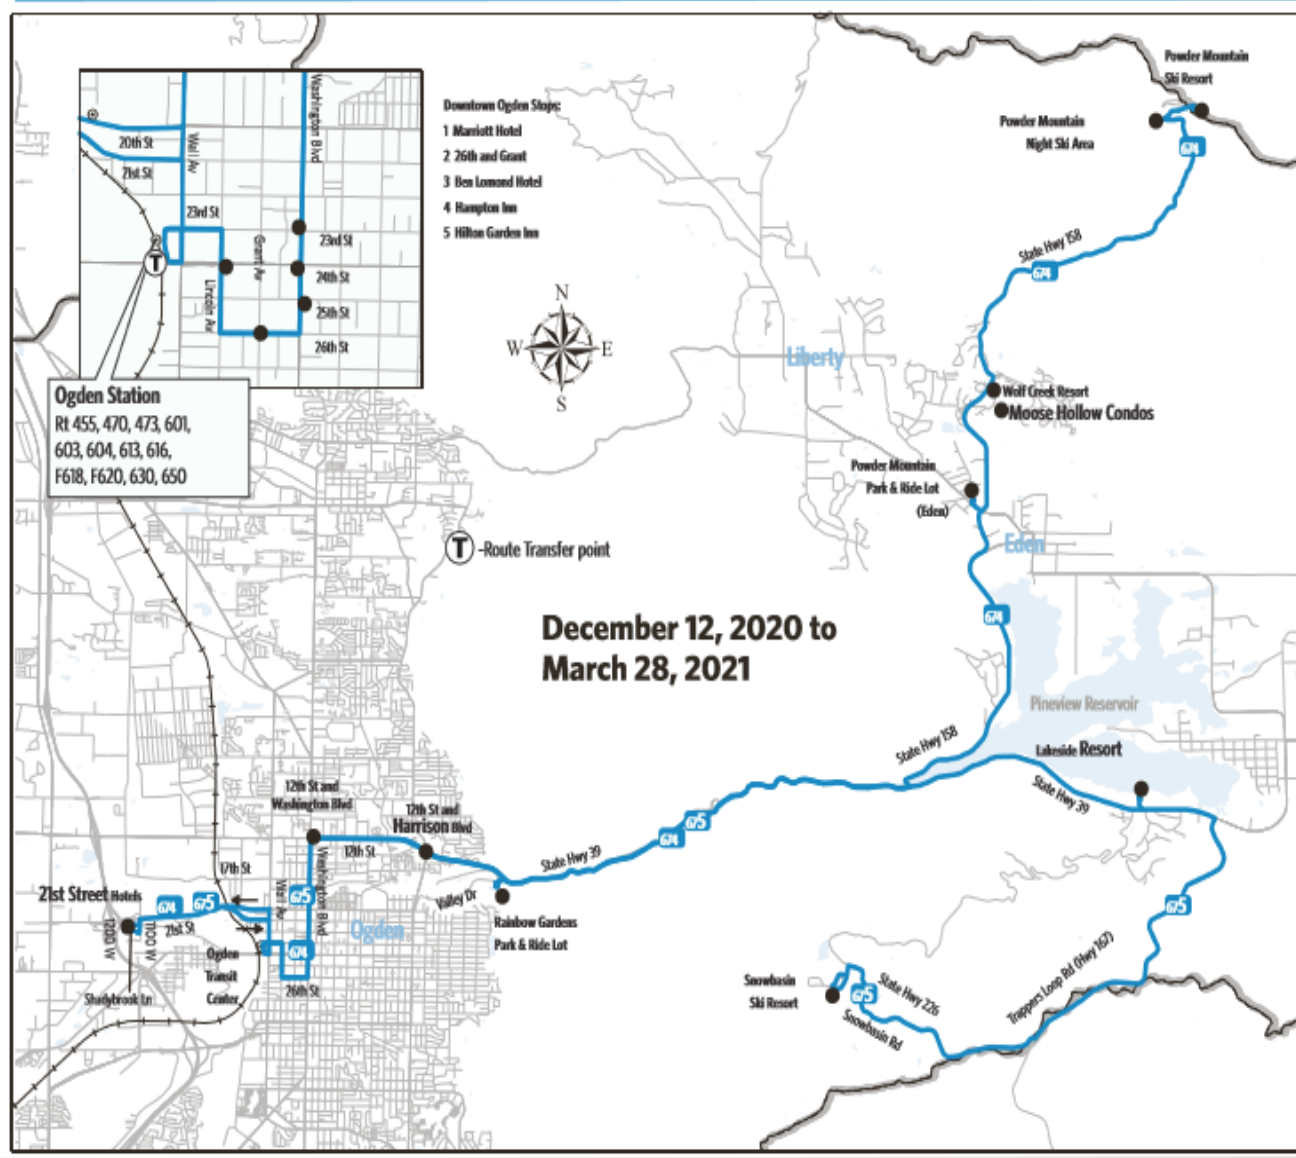 Powder Mountain
Ski Resort
Powder Mountain
Night Ski Area
674
State Hwy 158
674
Washington Blvd
Wall Av
20th St
21st St
23rd St
Grant Av
Lincoln Av
T
23rd St
24th St
25th St
26th St
Downtown Ogden Stops:
1 Marriott Hotel
2 26th and Grant
3 Ben Lomond Hotel
4 Hampton Inn
5 Hilton Garden Inn
N
W E
S
Liberty
Wolf Creek Resort
Moose Hollow Condos
Ogden Station
Rt 455, 470, 473, 601,
603, 604, 613, 616,
F618, F620, 630, 650
Powder Mountain
Park & Ride Lot
(Eden)
Eden
T -Route Transfer point
674
December 12, 2020 to
March 28, 2021
Pineview Reservoir
State Hwy 158
Lakeside Resort
State Hwy 39
12th St and
Washington Blvd
12th St and
Harrison Blvd
12th St
674 675
State Hwy 39
17th St
Washington Blvd
Wall Av
675
21st Street Hotels
674 675
21st St
1200 W
1100 W
Valley Dr
Rainbow Gardens
Park & Ride Lot
Ogden
674
26th St
Ogden
Transit
Center
Shadybrook Ln
675
Trappers Loop Rd (Hwy 167)
Snowbasin
Ski Resort
675
State Hwy 226
Snowbasin Rd